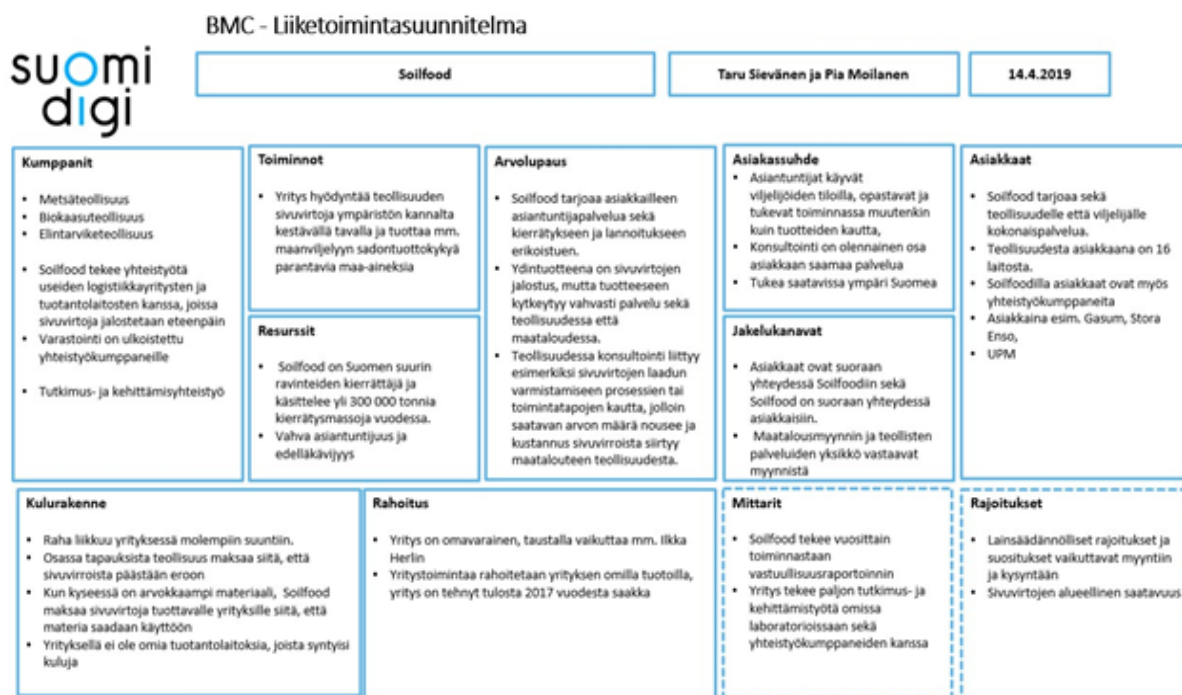 BMC - Liiketoimintasuunnitelma
suomi
digi
Soilfood
Taru Sievänen ja Pia Moilanen
14.4.2019
Kumppanit
• Metsäteollisuus
• Biokaasuteollisuus
• Elintarviketeollisuus
• Soilfood tekee yhteistyötä
useiden logistiikkayritysten ja
tuotantolaitosten kanssa, joissa
sivuvirtoja jalostetaan eteenpäin
• Varastointi on ulkoistettu
yhteistyökumppaneille
• Tutkimus- ja kehittämisyhteistyö
Toiminnot
• Yritys hyödyntää teollisuuden
sivuvirtoja ympäristön kannalta
kestävällä tavalla ja tuottaa mm.
maanviljelyyn sadontuottokykyä
parantavia maa-aineksia
Resurssit
• Soilfood on Suomen suurin
ravinteiden kierrättäjä ja
käsittelee yli 300 000 tonnia
kierrätysmassoja vuodessa.
• Vahva asiantuntijuus ja
edelläkävijyys
Arvolupaus
• Soilfood tarjoaa asiakkailleen
asiantuntijapalvelua sekä
kierrätykseen ja lannoitukseen
erikoistuen.
• Ydintuotteena on sivuvirtojen
jalostus, mutta tuotteeseen
kytkeytyy vahvasti palvelu sekä
teollisuudessa että
maataloudessa.
• Teollisuudessa konsultointi liittyy
esimerkiksi sivuvirtojen laadun
varmistamiseen prosessien tai
toimintatapojen kautta, jolloin
saatavan arvon määrä nousee ja
kustannus sivuvirroista siirtyy
maatalouteen teollisuudesta.
Asiakassuhde
• Asiantuntijat käyvät
viljelijöiden tiloilla, opastavat ja
tukevat toiminnassa muutenkin
kuin tuotteiden kautta,
• Konsultointi on olennainen osa
asiakkaan saamaa palvelua
• Tukea saatavissa ympäri Suomea
Jakelukanavat
• Asiakkaat ovat suoraan
yhteydessä Soilfoodiin sekä
Soilfood on suoraan yhteydessä
asiakkaisiin.
• Maatalousmyynnin ja teollisten
palveluiden yksikkö vastaavat
myynnistä
Asiakkaat
• Soilfood tarjoaa sekä
teollisuudelle että viljelijälle
kokonaispalvelua.
• Teollisuudesta asiakkaana on 16
laitosta.
• Soilfoodilla asiakkaat ovat myös
yhteistyökumppaneita
• Asiakkaina esim. Gasum, Stora
Enso,
• UPM
Kulurakenne
• Raha liikkuu yrityksessä molempiin suuntiin.
• Osassa tapauksista teollisuus maksaa siitä, että
sivuvirroista päästään eroon
• Kun kyseessä on arvokkaampi materiaali, Soilfood
maksaa sivuvirtoja tuottavalle yrityksille siitä, että
materia saadaan käyttöön
• Yrityksellä ei ole omia tuotantolaitoksia, joista syntyisi
kuluja
Rahoitus
• Yritys on omavarainen, taustalla vaikuttaa mm. Ilkka
Herlin
• Yritystoimintaa rahoitetaan yrityksen omilla tuotoilla,
yritys on tehnyt tulosta 2017 vuodesta saakka
Mittarit
• Soilfood tekee vuosittain
toiminnastaan
vastuullisuusraportoinnin
• Yritys tekee paljon tutkimus- ja
kehittämistyötä omissa
laboratorioissaan sekä
yhteistyökumppaneiden kanssa
Rajoitukset
• Lainsäädännölliset rajoitukset ja
suositukset vaikuttavat myyntiin
ja kysyntään
• Sivuvirtojen alueellinen saatavuus